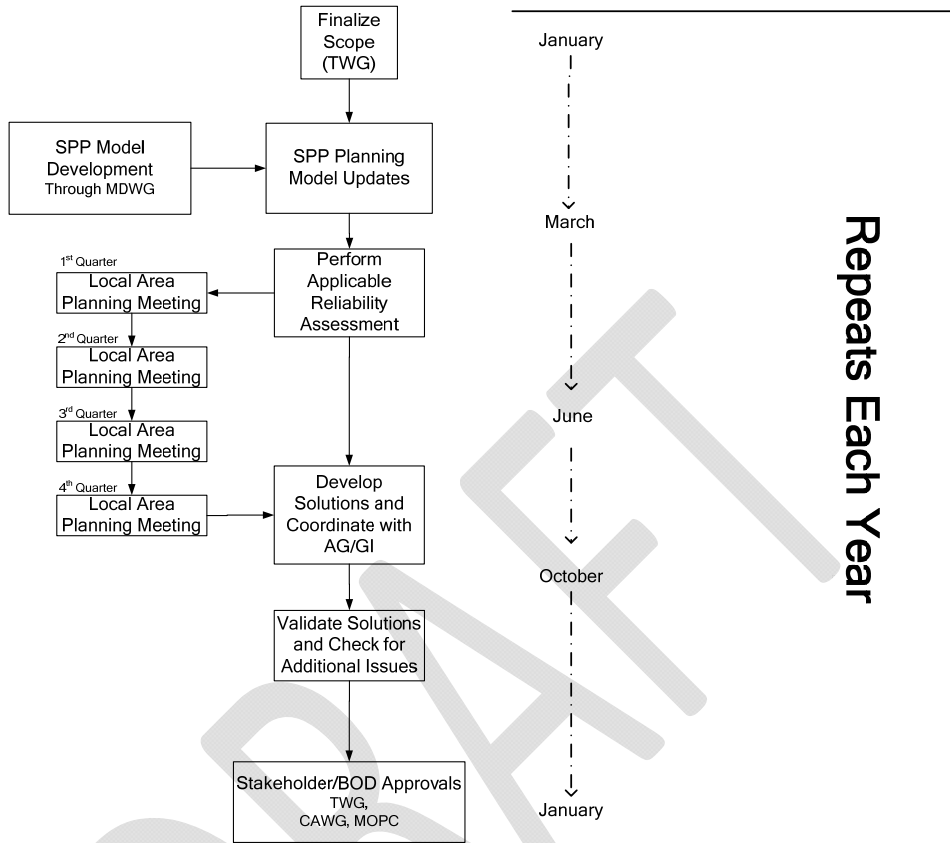 Finalize
Scope
(TWG)
SPP Model
Development
Through MDWG
SPP Planning
Model Updates
Perform
Applicable
Reliability
Assessment
1st Quarter
Local Area
Planning Meeting
2nd Quarter
Local Area
Planning Meeting
3rd Quarter
Local Area
Planning Meeting
4th Quarter
Local Area
Planning Meeting
Develop
Solutions and
Coordinate with
AG/GI
Validate Solutions
and Check for
Additional Issues
Stakeholder/BOD Approvals
TWG,
CAWG, MOPC
January
March
June
October
January
Repeats Each Year
DRAFT